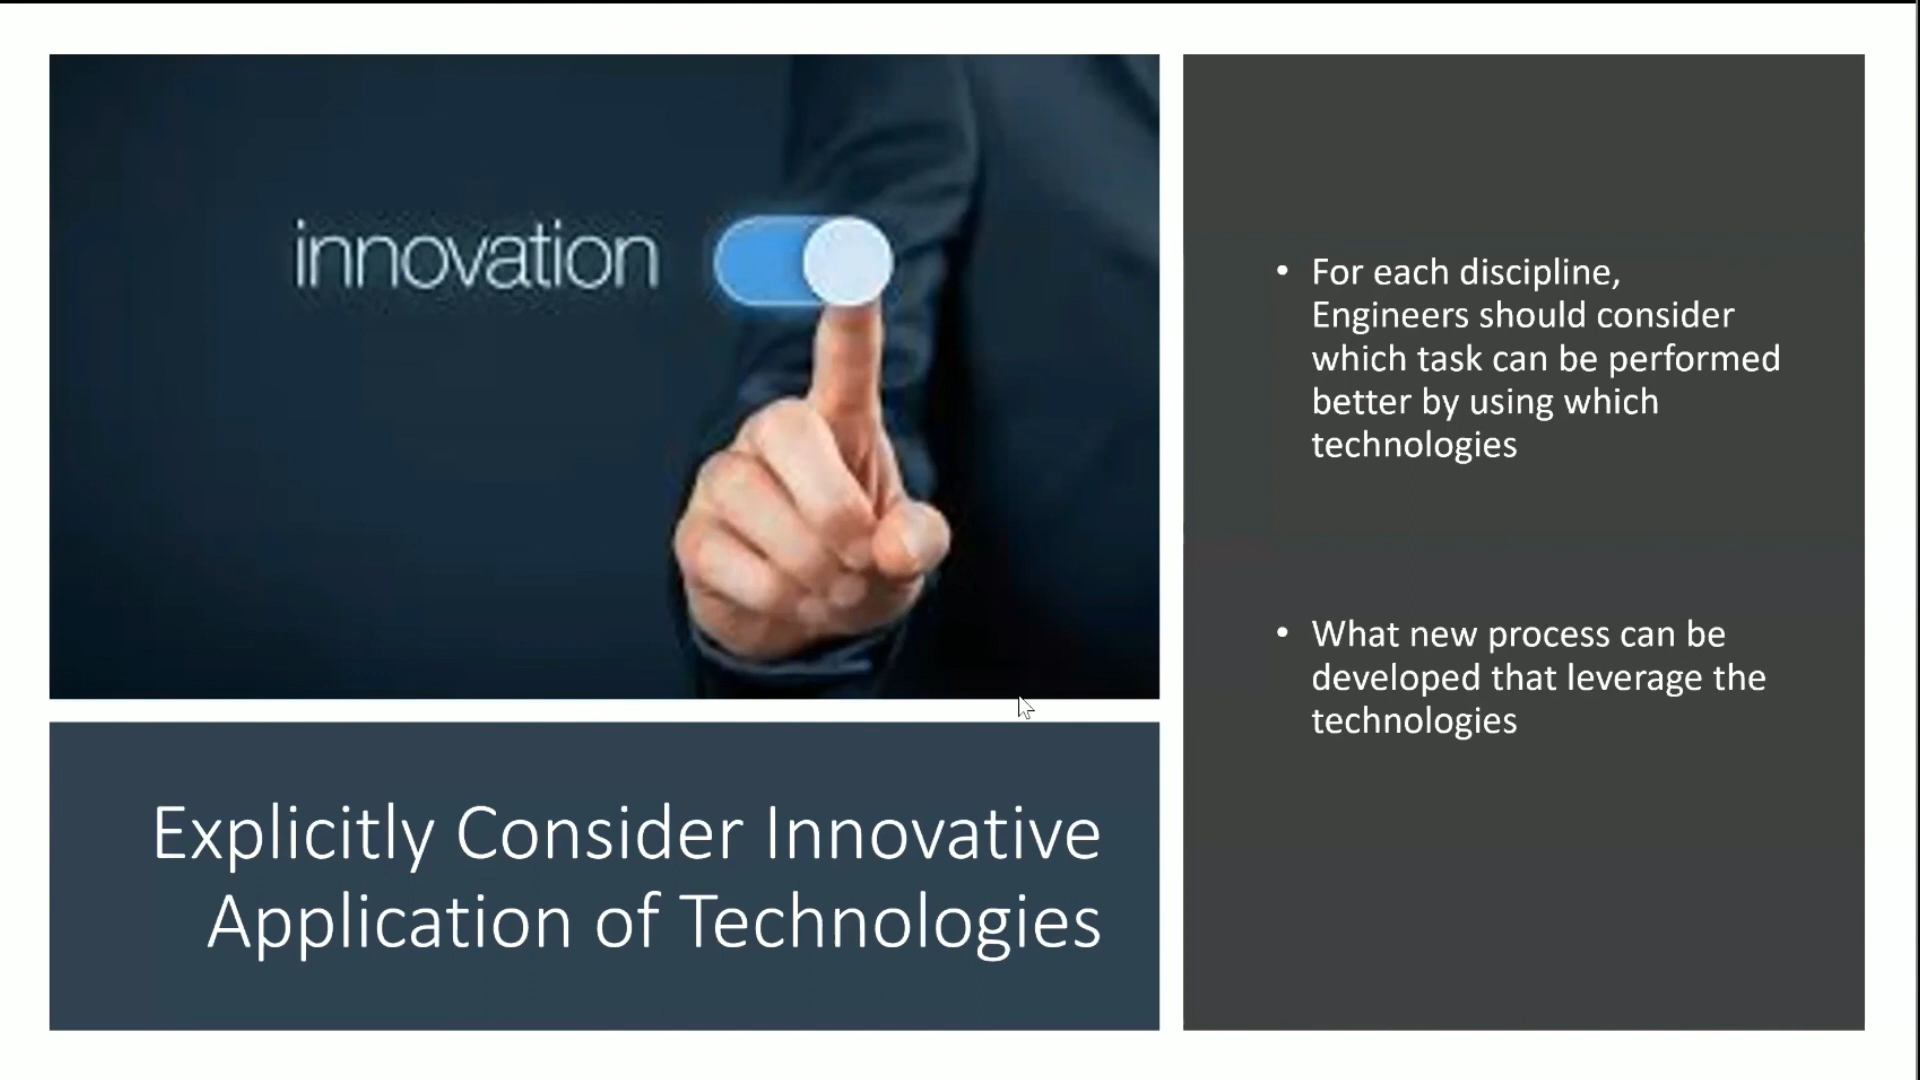 innovation
Explicitly Consider Innovative
Application of Technologies
• For each discipline,
Engineers should consider
which task can be performed
better by using which
technologies
• What new process can be
developed that leverage the
technologies